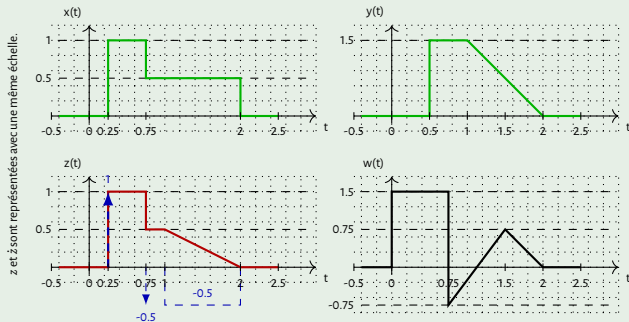 z et ż sont représentées avec une même échelle.
x(t)
1
0.5
-0.5 0 0.25 0.75 2 2.5 t
y(t)
1.5
-0.5 0 0.5 1 1.5 2 2.5 t
z(t)
1
0.5
-0.5 0 0.25 0.75 1 2 2.5 t
-0.5
-0.5
w(t)
1.5
0.75
-0.75
-0.5 0 0.75 1.5 2 2.5 t